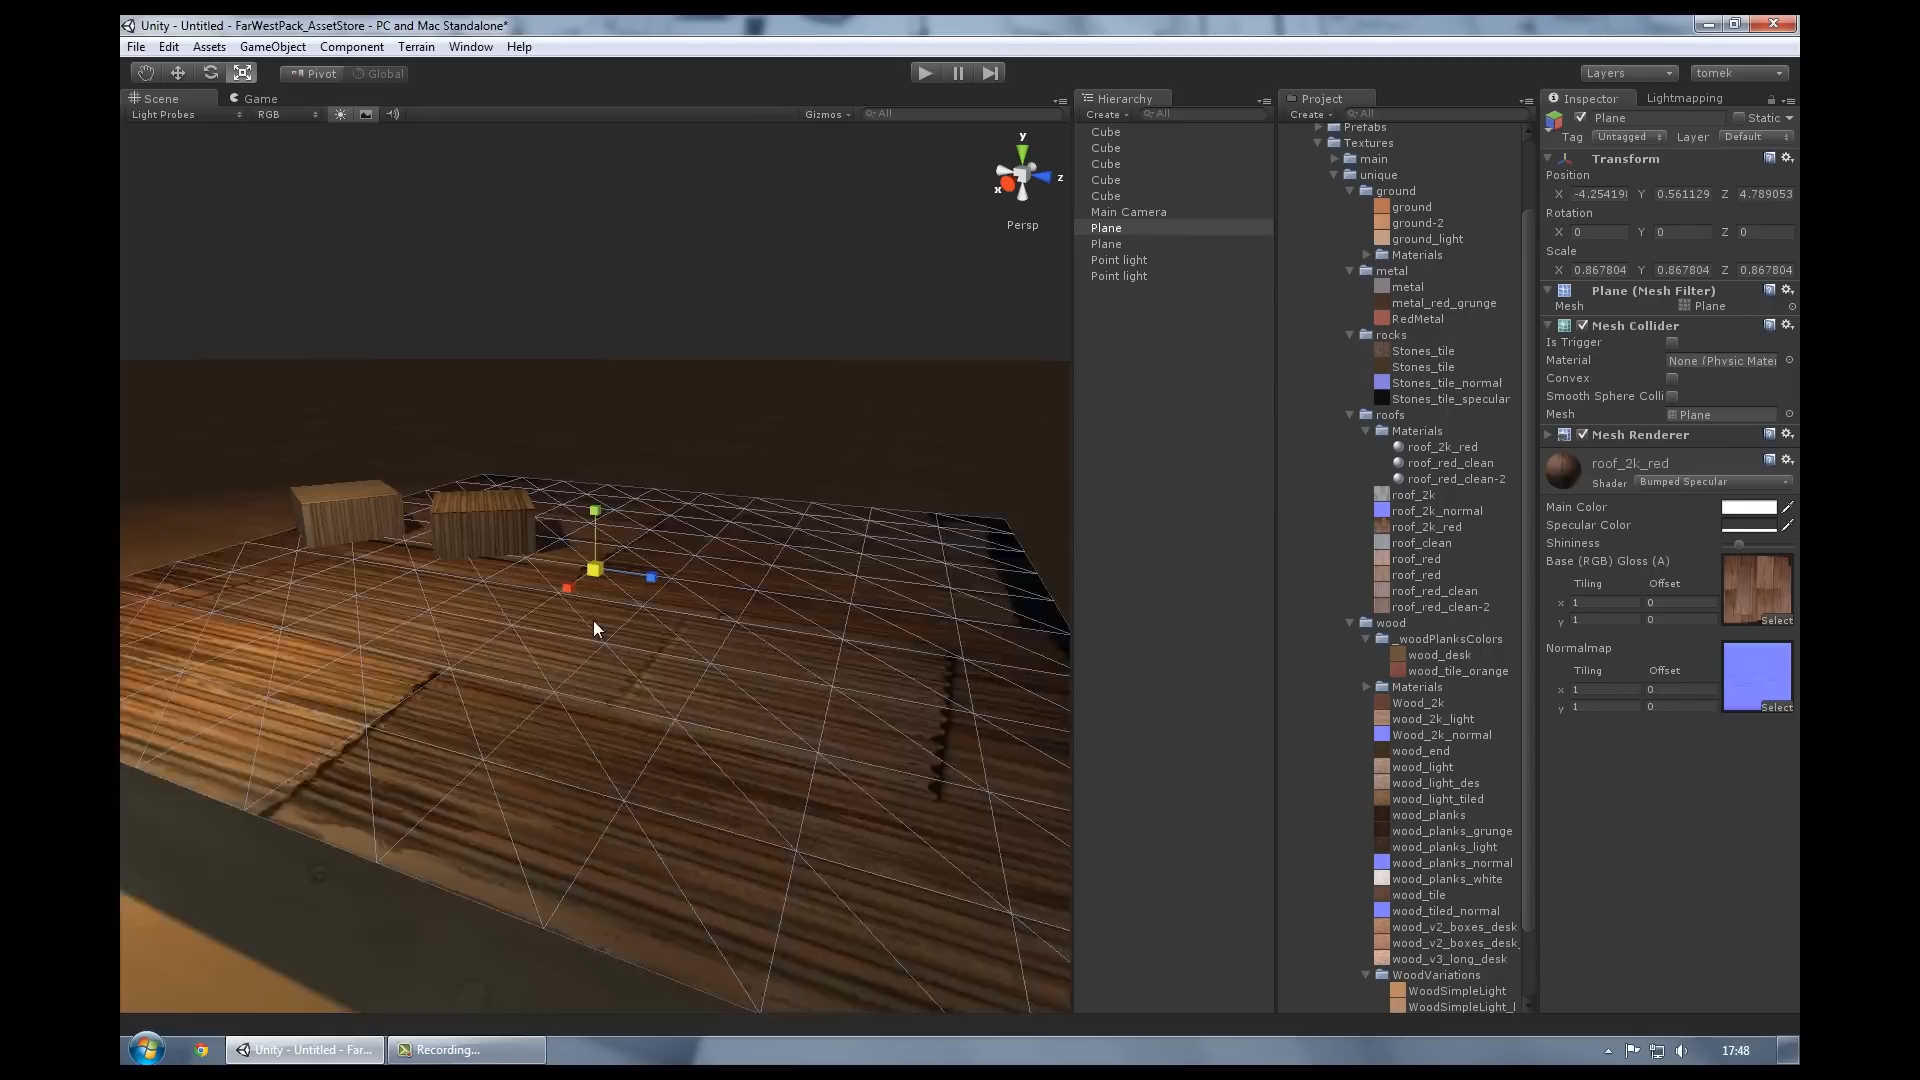 Unity - Untitled - FarWestPack_AssetStore - PC and Mac Standalone*
File Edit Assets GameObject Component Terrain Window Help
Pivot Global
Layers
tomek
Scene
Game
Light Probes
RGB
Gizmos
All
y
x
z
Persp
Hierarchy
Create
All
Cube
Cube
Cube
Cube
Cube
Main Camera
Plane
Plane
Point light
Point light
Project
Create
All
Prefabs
Textures
main
unique
ground
ground
ground-2
ground_light
Materials
metal
metal
metal_red_grunge
RedMetal
rocks
Stones_tile
Stones_tile
Stones_tile_normal
Stones_tile_specular
roofs
Materials
roof_2k_red
roof_red_clean
roof_red_clean-2
roof_2k
roof_2k_normal
roof_2k_red
roof_clean
roof_red
roof_red
roof_red_clean
roof_red_clean-2
wood
_woodPlanksColors
wood_desk
wood_tile_orange
Materials
Wood_2k
wood_2k_light
Wood_2k_normal
wood_end
wood_light
wood_light_des
wood_light_tiled
wood_planks
wood_planks_grunge
wood_planks_light
wood_planks_normal
wood_planks_white
wood_tile
wood_tiled_normal
wood_v2_boxes_desk
wood_v2_boxes_desk_
wood_v3_long_desk
WoodVariations
WoodSimpleLight
WoodSimpleLight_l
Inspector
Lightmapping
Plane
Static
Tag Untagged Layer Default
Transform
Position
X -4.25419 Y 0.561129 Z 4.789053
Rotation
X 0 Y 0 Z 0
Scale
X 0.867804 Y 0.867804 Z 0.867804
Plane (Mesh Filter)
Mesh Plane
Mesh Collider
Is Trigger
Material None (Physic Mater
Convex
Smooth Sphere Colli
Mesh Plane
Mesh Renderer
roof_2k_red
Shader Bumped Specular
Main Color
Specular Color
Shininess
Base (RGB) Gloss (A)
Tiling Offset
x 1 0
y 1 0
Select
Normalmap
Tiling Offset
x 1 0
y 1 0
Select
Unity - Untitled - Far...
Recording...
17:48